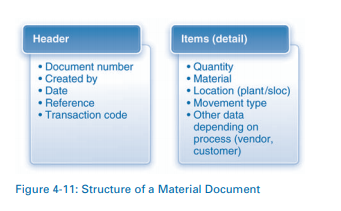 Header
• Document number
• Created by
• Date
• Reference
• Transaction code
Items (detail)
• Quantity
• Material
• Location (plant/sloc)
• Movement type
• Other data
depending on
process (vendor,
customer)
Figure 4-11: Structure of a Material Document